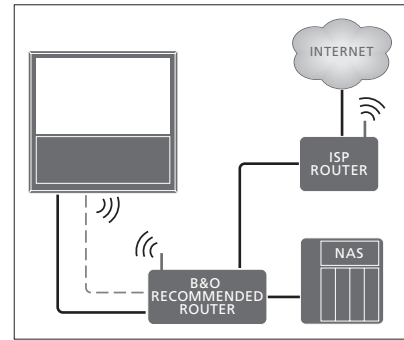 INTERNET
ISP
ROUTER
NAS
B&O
RECOMMENDED
ROUTER